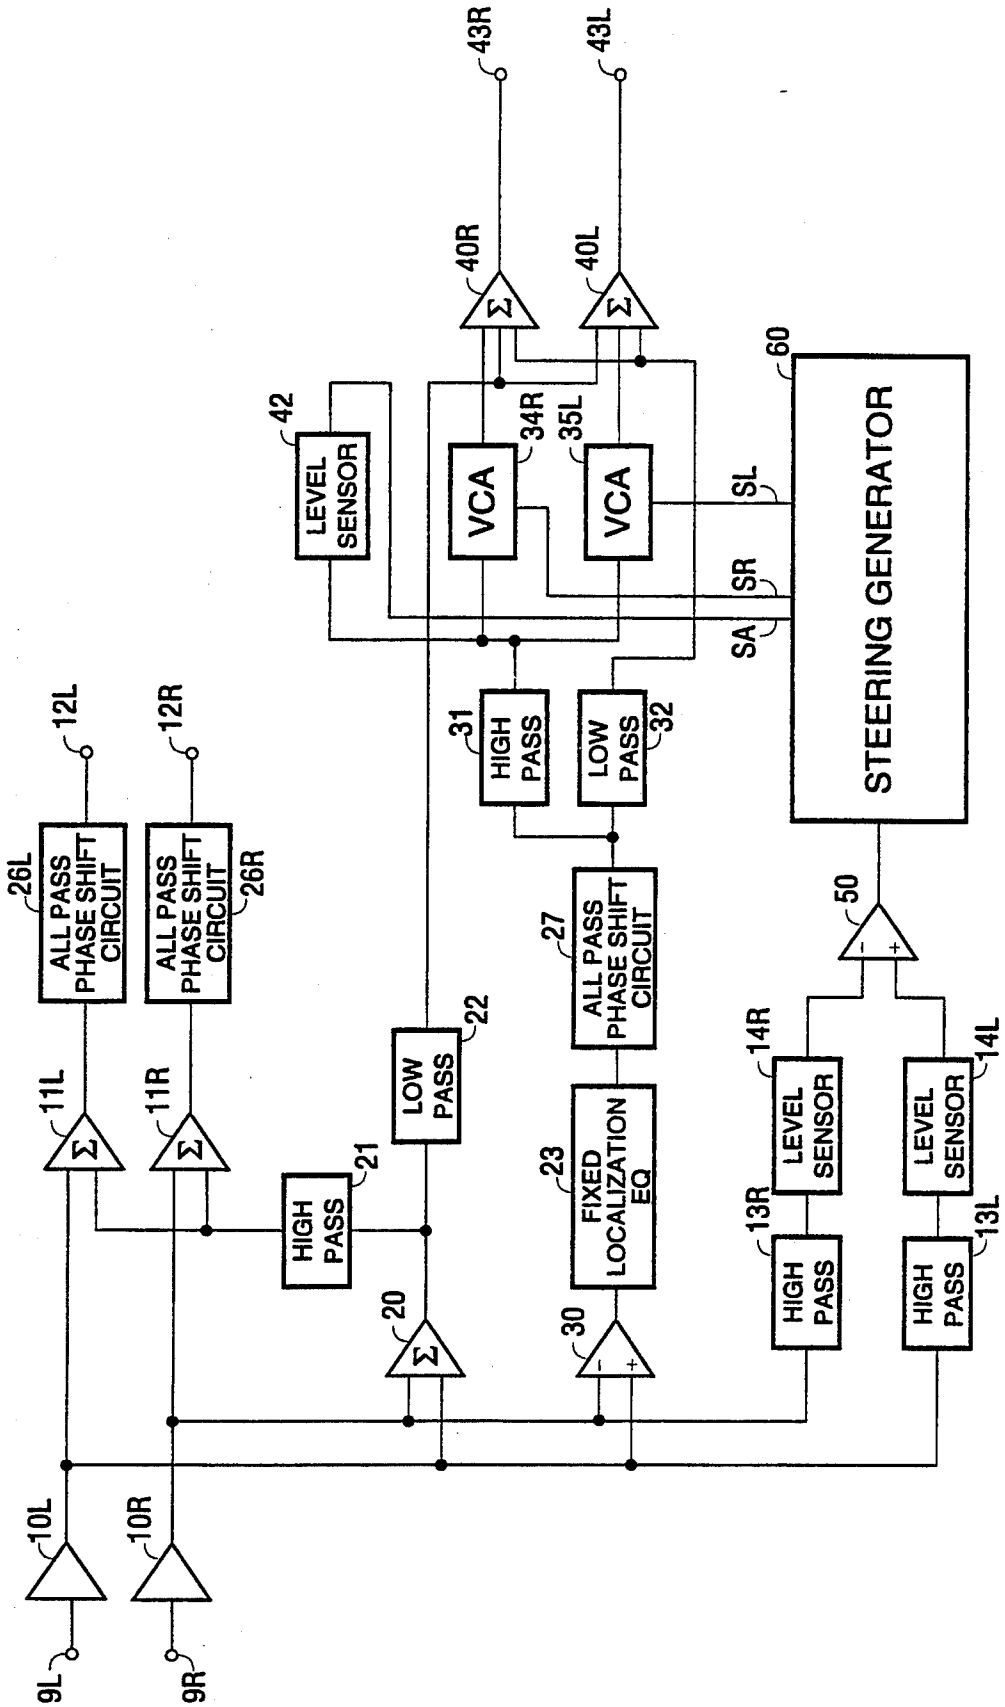 9L
10L
11L
Σ
26L
ALL PASS
PHASE SHIFT
CIRCUIT
12L
9R
10R
11R
Σ
ALL PASS
PHASE SHIFT
CIRCUIT
26R
12R
HIGH
PASS
21
20
Σ
LOW
PASS
22
LEVEL
SENSOR
42
30
-
+
FIXED
LOCALIZATION
EQ
23
ALL PASS
PHASE SHIFT
CIRCUIT
27
HIGH
PASS
31
LOW
PASS
32
VCA
34R
VCA
35L
40R
Σ
43R
40L
Σ
43L
SA
SR
SL
13R
HIGH
PASS
14R
LEVEL
SENSOR
HIGH
PASS
13L
LEVEL
SENSOR
14L
50
-
+
STEERING GENERATOR
60